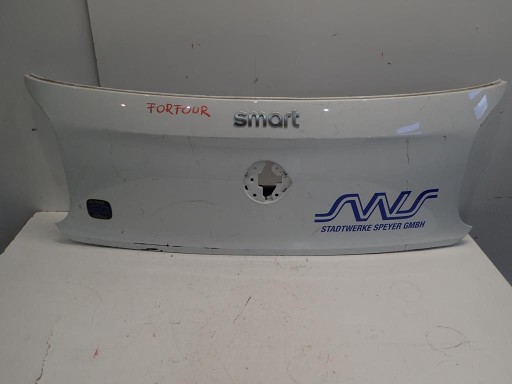 FORFOUR
smart
SWS
STADTWERKE SPEYER GMBH